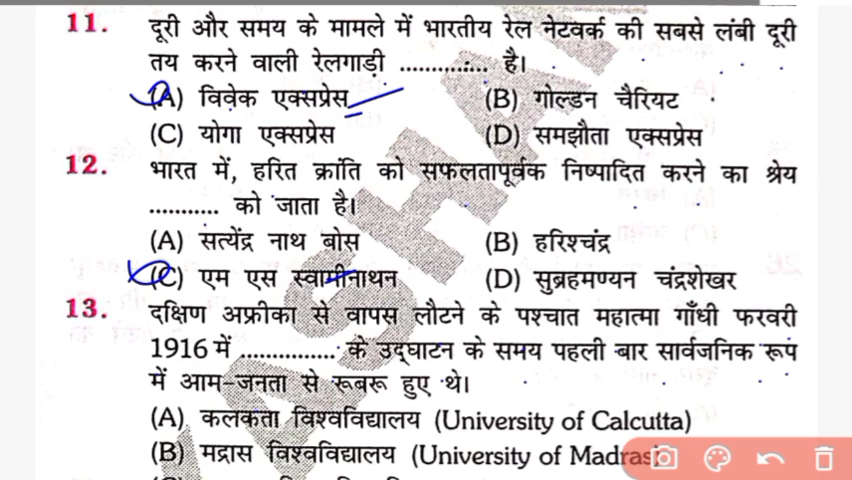 11. दूरी और समय के मामले में भारतीय रेल नेटवर्क की सबसे लंबी दूरी
तय करने वाली रेलगाड़ी ............ है।
(A) विवेक एक्सप्रेस (B) गोल्डन चैरियट
(C) योगा एक्सप्रेस (D) समझौता एक्सप्रेस
12. भारत में, हरित क्रांति को सफलतापूर्वक निष्पादित करने का श्रेय
........... को जाता है।
(A) सत्येंद्र नाथ बोस (B) हरिश्चंद्र
(C) एम एस स्वामीनाथन (D) सुब्रहमण्यन चंद्रशेखर
13. दक्षिण अफ्रीका से वापस लौटने के पश्चात महात्मा गाँधी फरवरी
1916 में ................ के उद्घाटन के समय पहली बार सार्वजनिक रूप
में आम-जनता से रूबरू हुए थे।
(A) कलकता विश्वविद्यालय (University of Calcutta)
(B) मद्रास विश्वविद्यालय (University of Madras)